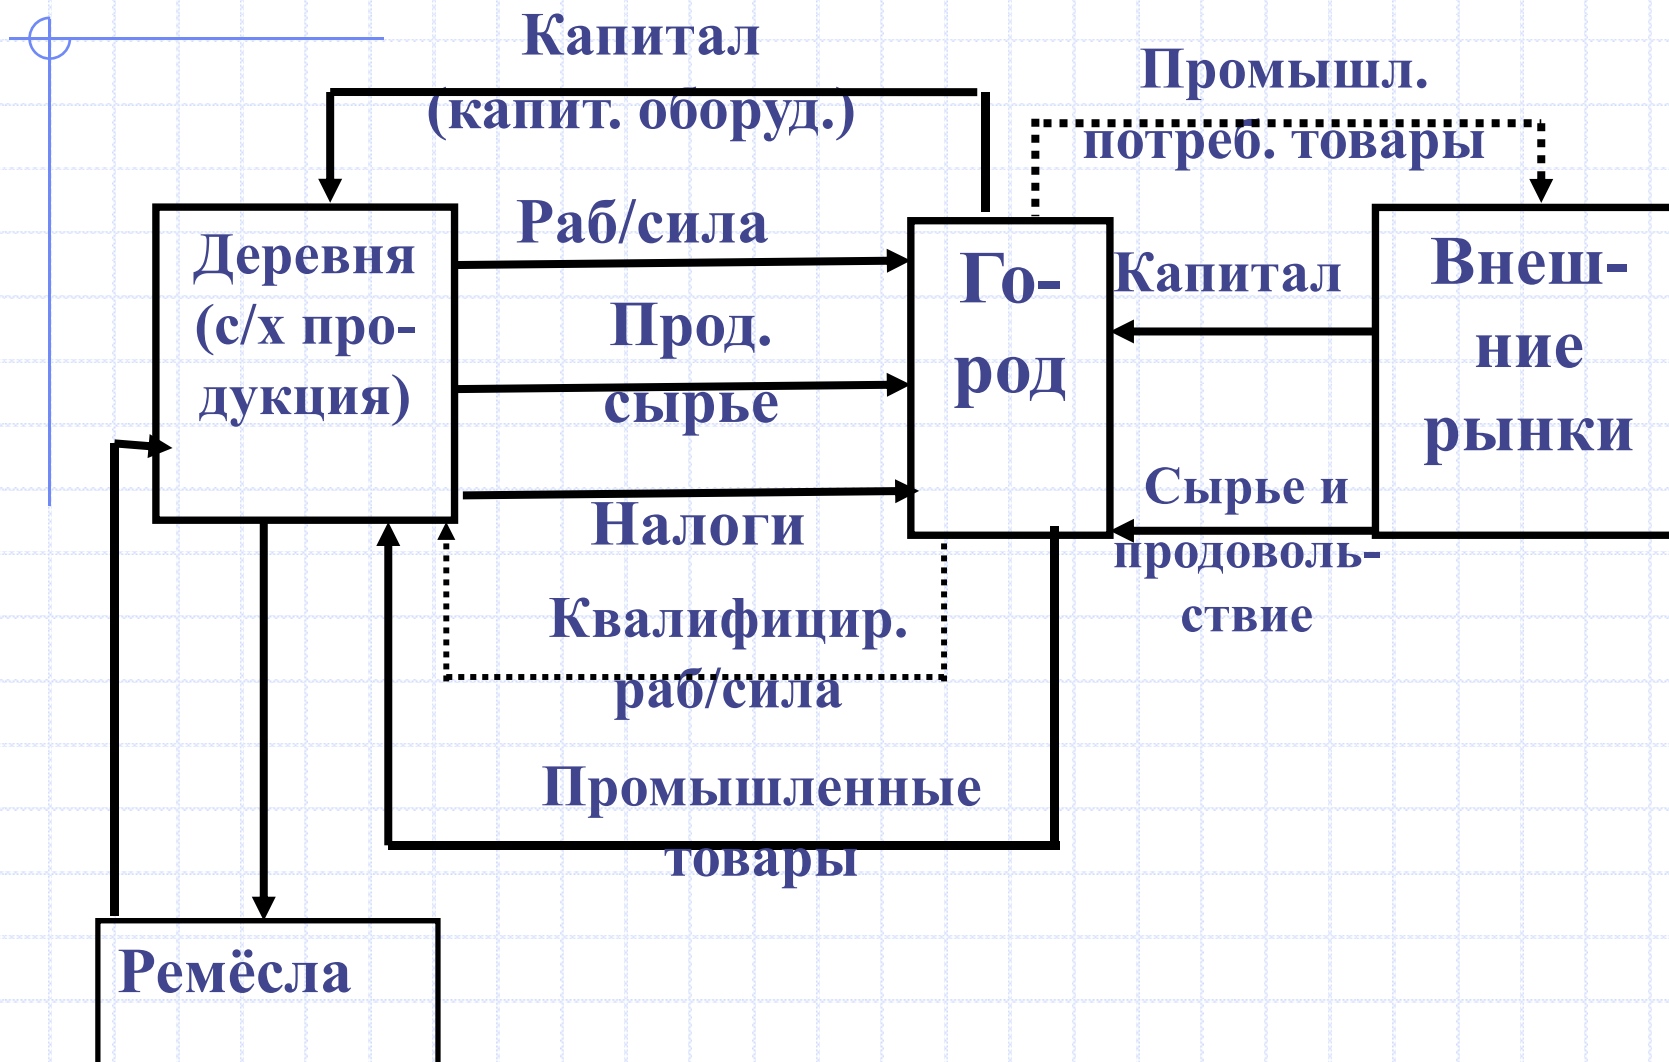 Капитал
(капит. оборуд.)
Промышл.
потреб. товары
Раб/сила
Деревня
(с/х про-
дукция)
Прод.
сырье
Налоги
Го-
род
Капитал
Внеш-
ние
рынки
Сырье и
продоволь-
ствие
Квалифицир.
раб/сила
Промышленные
товары
Ремёсла